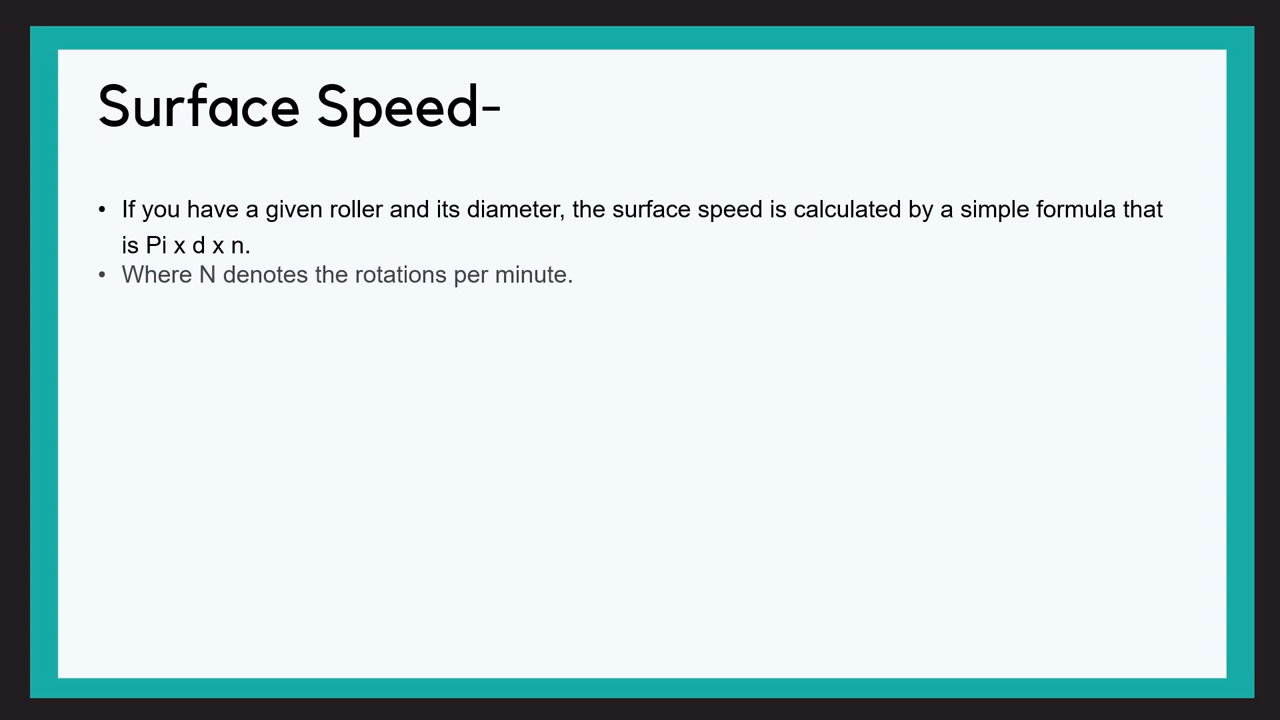 Surface Speed-
• If you have a given roller and its diameter, the surface speed is calculated by a simple formula that
is Pi x d x n.
• Where N denotes the rotations per minute.